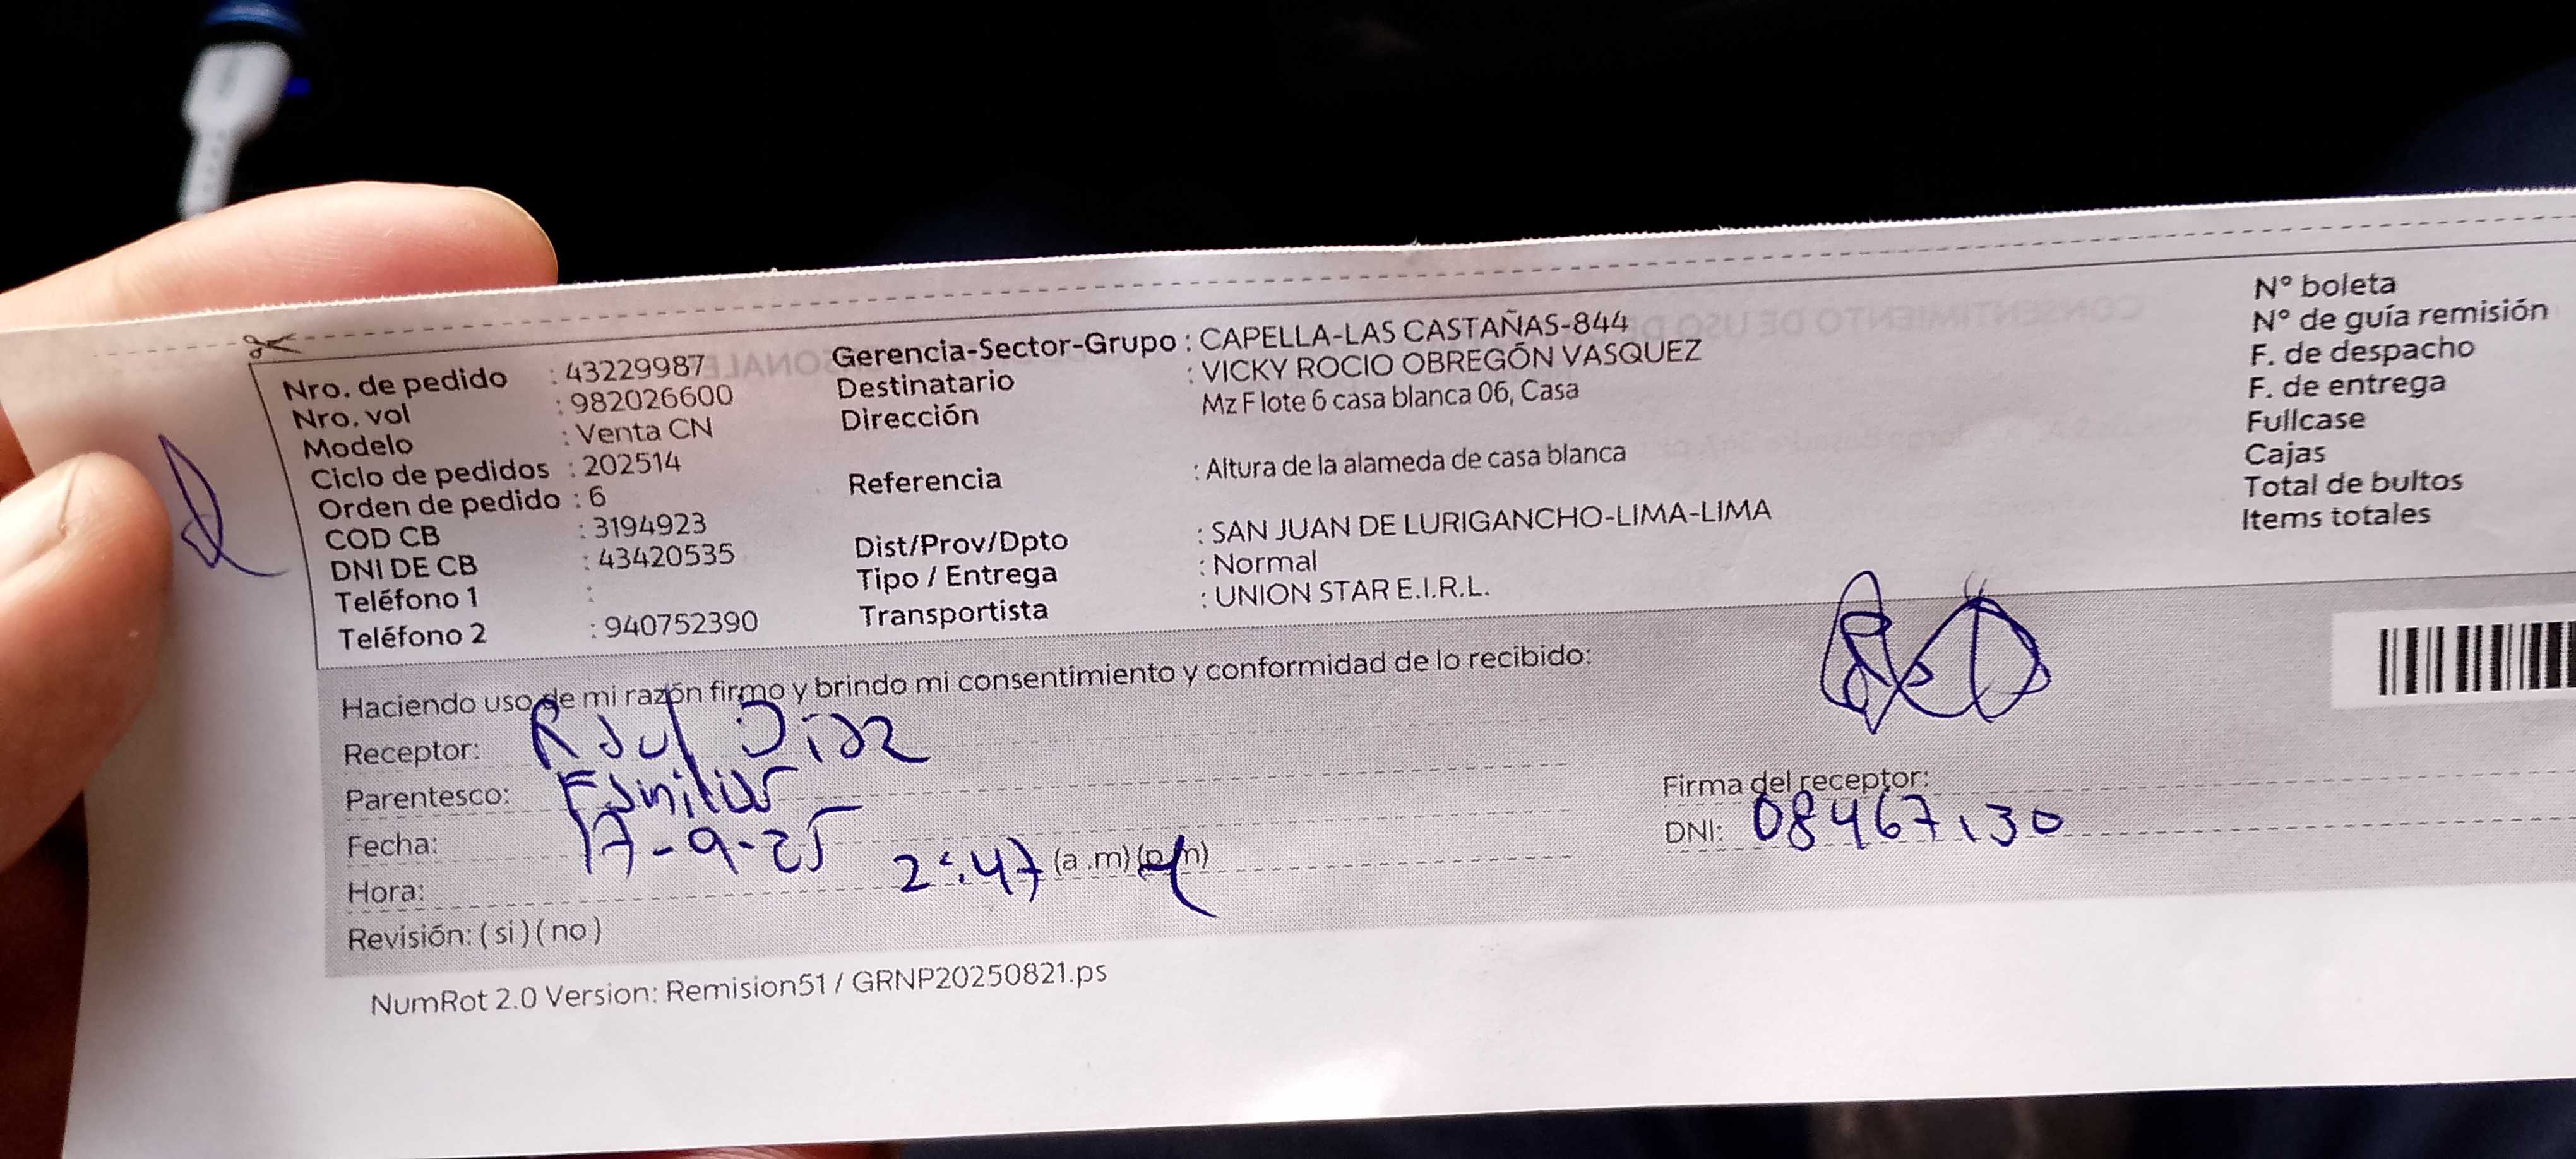 Nro. de pedido : 43229987
Nro. vol : 982026600
Modelo : Venta CN
Ciclo de pedidos : 202514
Orden de pedido : 6
COD CB : 3194923
DNI DE CB : 43420535
Teléfono 1 :
Teléfono 2 : 940752390
Gerencia-Sector-Grupo : CAPELLA-LAS CASTAÑAS-844
Destinatario : VICKY ROCIO OBREGÓN VASQUEZ
Dirección Mz F lote 6 casa blanca 06, Casa
Referencia : Altura de la alameda de casa blanca
Dist/Prov/Dpto : SAN JUAN DE LURIGANCHO-LIMA-LIMA
Tipo / Entrega : Normal
Transportista : UNION STAR E.I.R.L.
N° boleta
N° de guía remisión
F. de despacho
F. de entrega
Fullcase
Cajas
Total de bultos
Items totales
Haciendo uso de mi razón firmo y brindo mi consentimiento y conformidad de lo recibido:
Receptor: Raul Diaz
Parentesco: Familiar
Fecha: 17-9-25
Hora: 2:47 (a .m) (p.m)
Revisión: ( si ) ( no )
Firma del receptor:
DNI: 08467130
NumRot 2.0 Version: Remision51 / GRNP20250821.ps